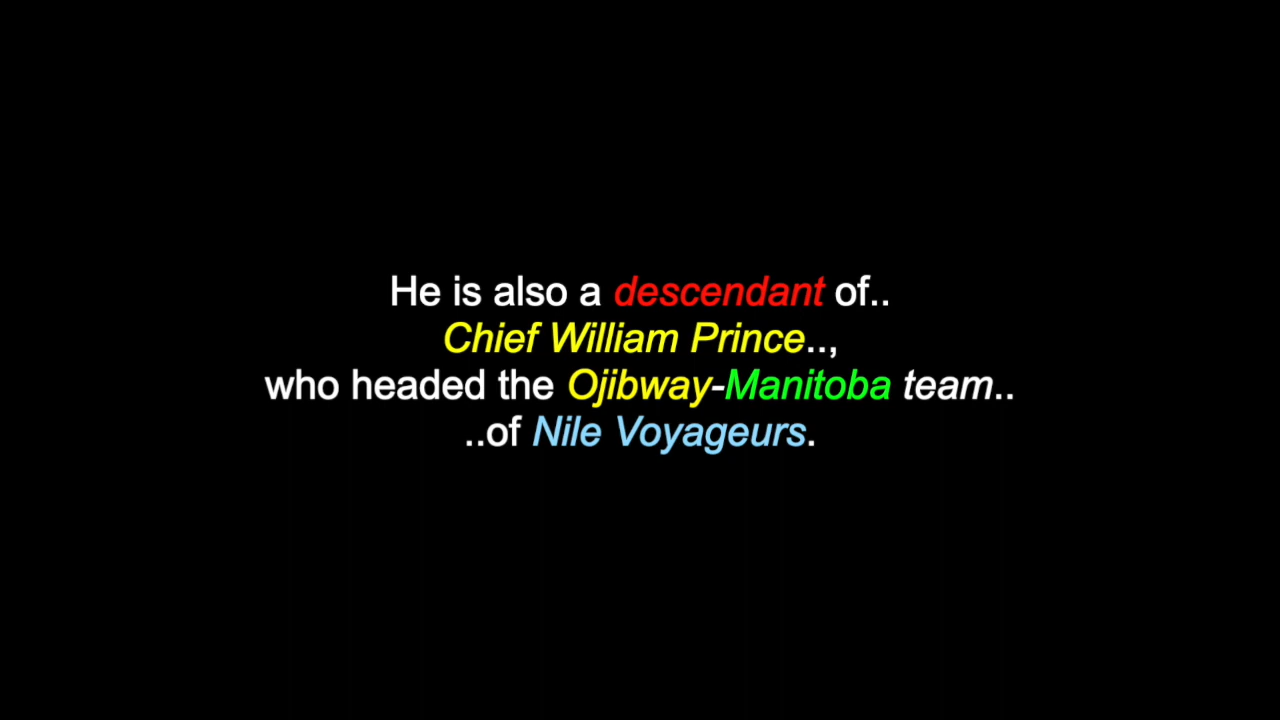 He is also a descendant of..
Chief William Prince..,
who headed the Ojibway-Manitoba team..
..of Nile Voyageurs.